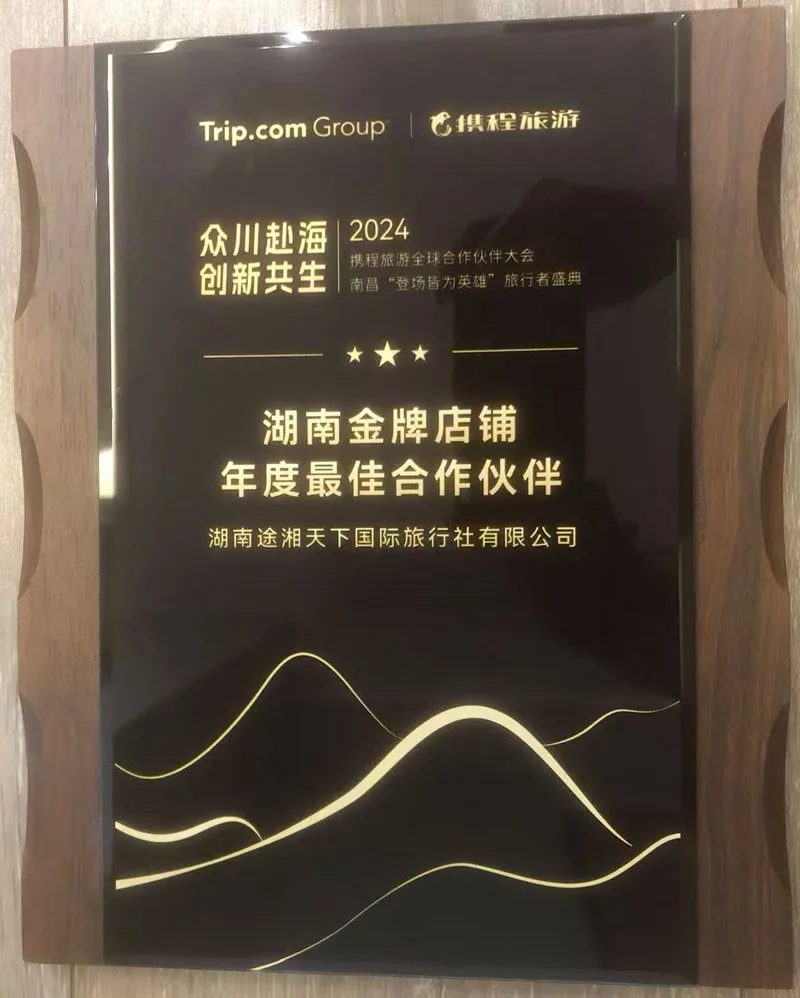 Trip.com Group 携程旅游
众川赴海
创新共生
2024
携程旅游全球合作伙伴大会
南昌“登场皆为英雄”旅行者盛典
湖南金牌店铺
年度最佳合作伙伴
湖南途湘天下国际旅行社有限公司